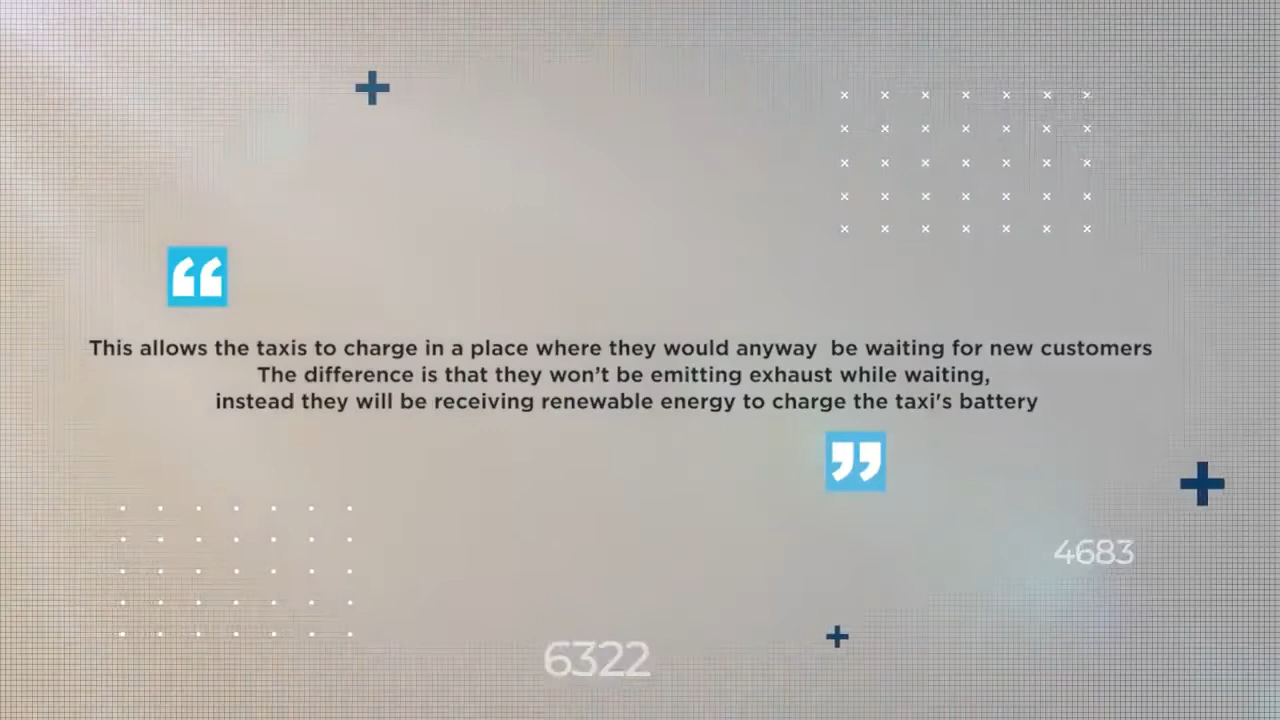 “
This allows the taxis to charge in a place where they would anyway  be waiting for new customers
The difference is that they won’t be emitting exhaust while waiting,
instead they will be receiving renewable energy to charge the taxi's battery
”
4683
6322